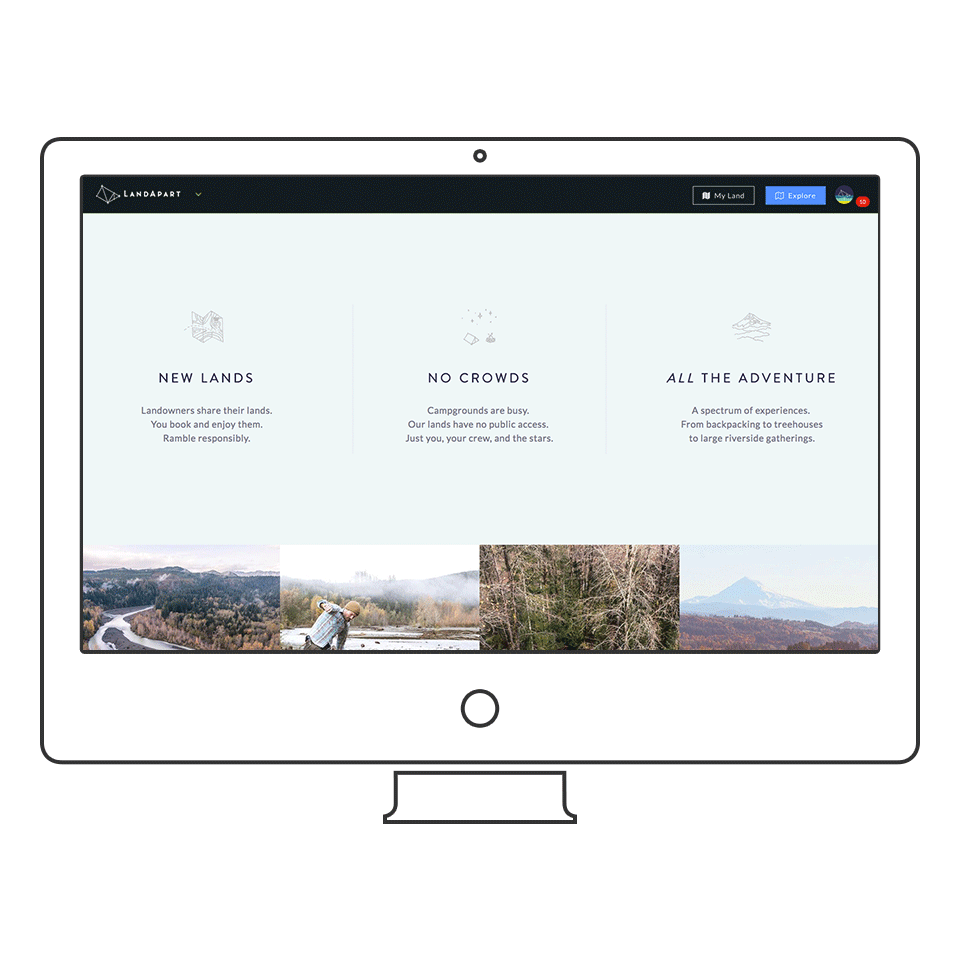 LANDAPART
My Land
Explore
50
NEW LANDS
Landowners share their lands.
You book and enjoy them.
Ramble responsibly.
NO CROWDS
Campgrounds are busy.
Our lands have no public access.
Just you, your crew, and the stars.
ALL THE ADVENTURE
A spectrum of experiences.
From backpacking to treehouses
to large riverside gatherings.